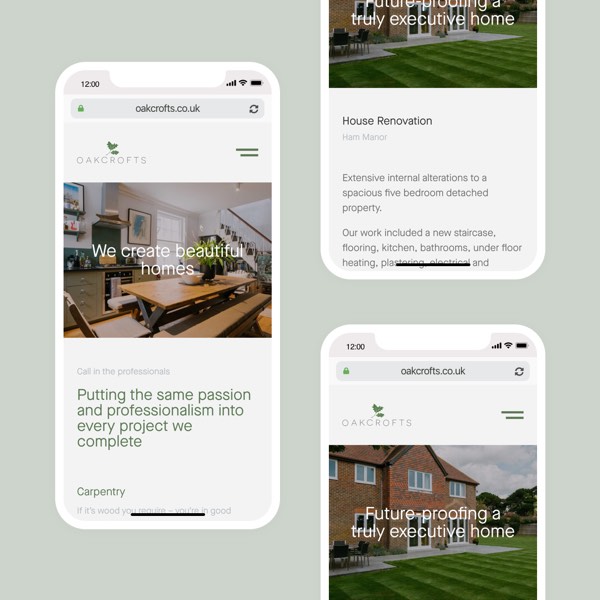 12:00
oakcrofts.co.uk
OAKCROFTS
We create beautiful
homes
Call in the professionals
Putting the same passion
and professionalism into
every project we
complete
Carpentry
If it's wood you require – you're in good
Future-proofing a
truly executive home
House Renovation
Ham Manor
Extensive internal alterations to a
spacious five bedroom detached
property.
Our work included a new staircase,
flooring, kitchen, bathrooms, under floor
heating, plastering, electrical and
12:00
oakcrofts.co.uk
OAKCROFTS
Future-proofing a
truly executive home